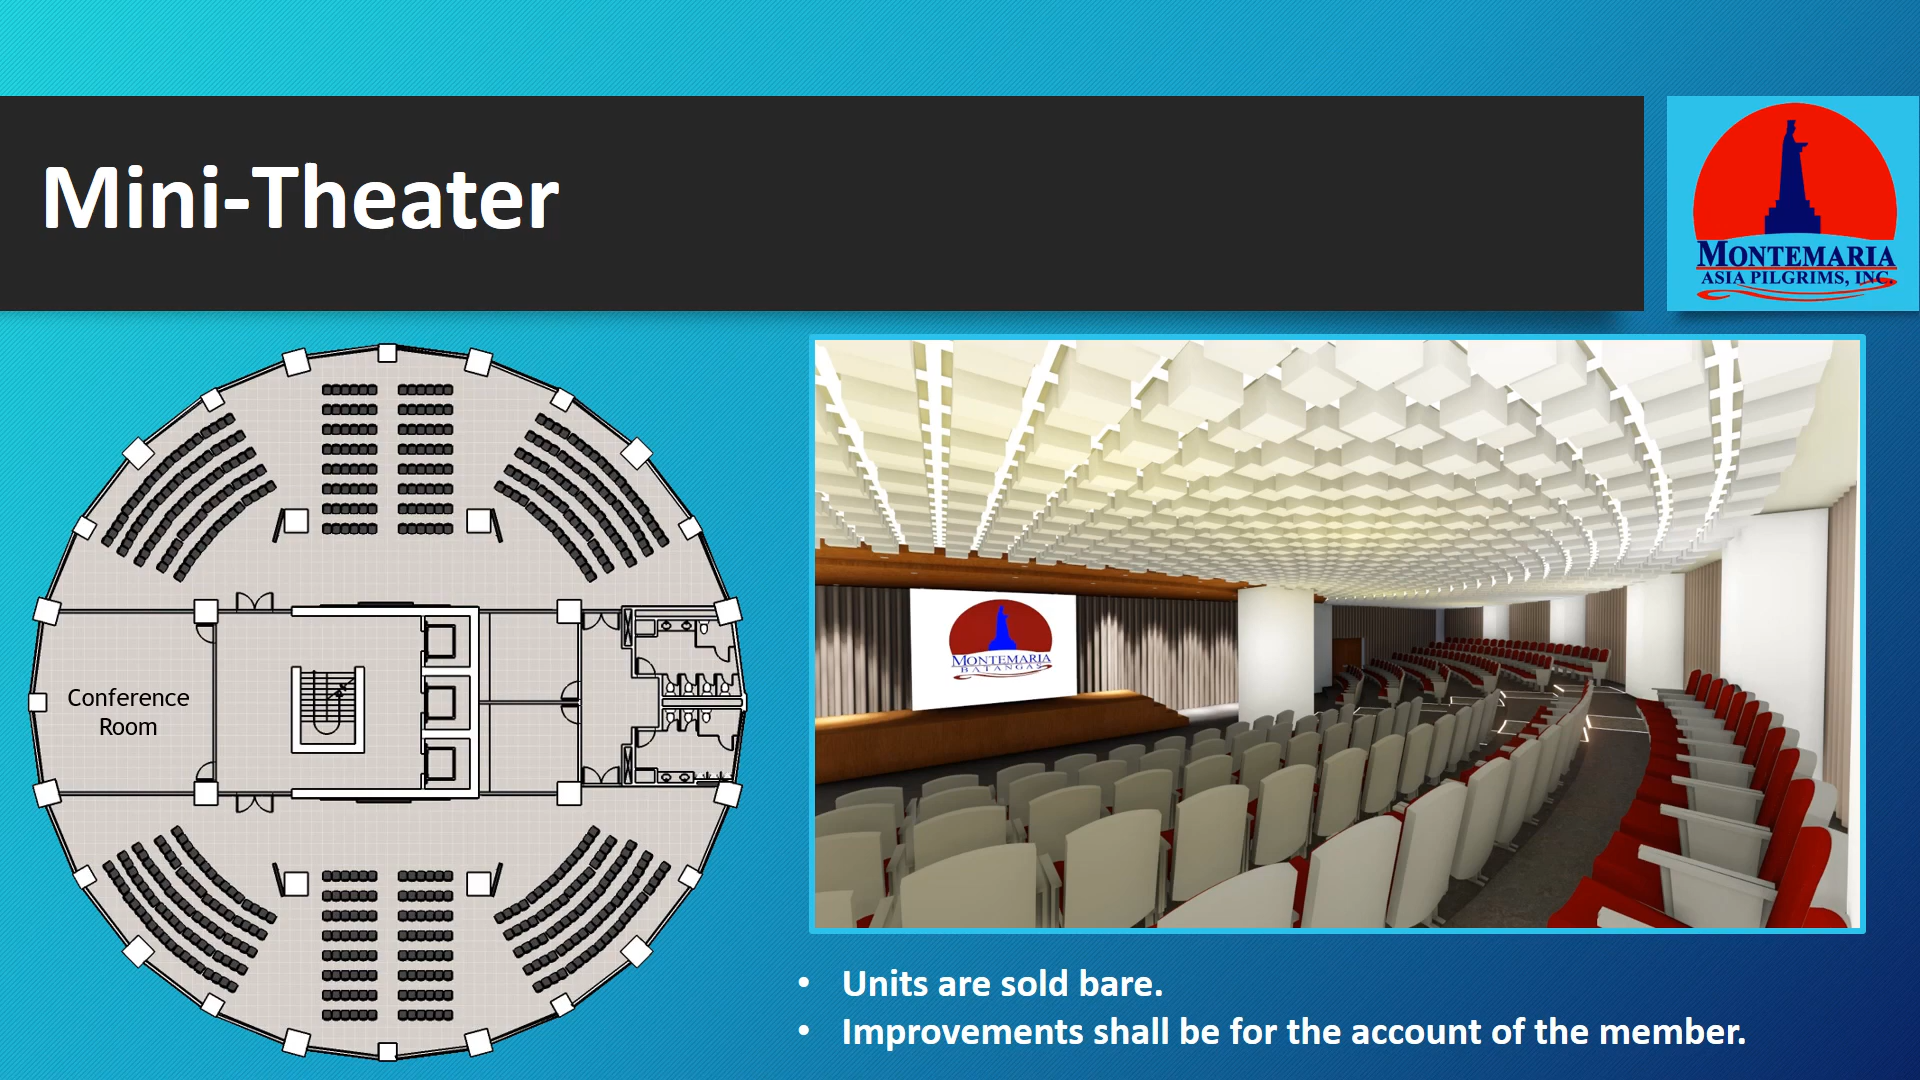 Mini-Theater
MONTEMARIA
ASIA PILGRIMS, INC.
Conference
Room
MONTEMARIA
BATANGAS
• Units are sold bare.
• Improvements shall be for the account of the member.